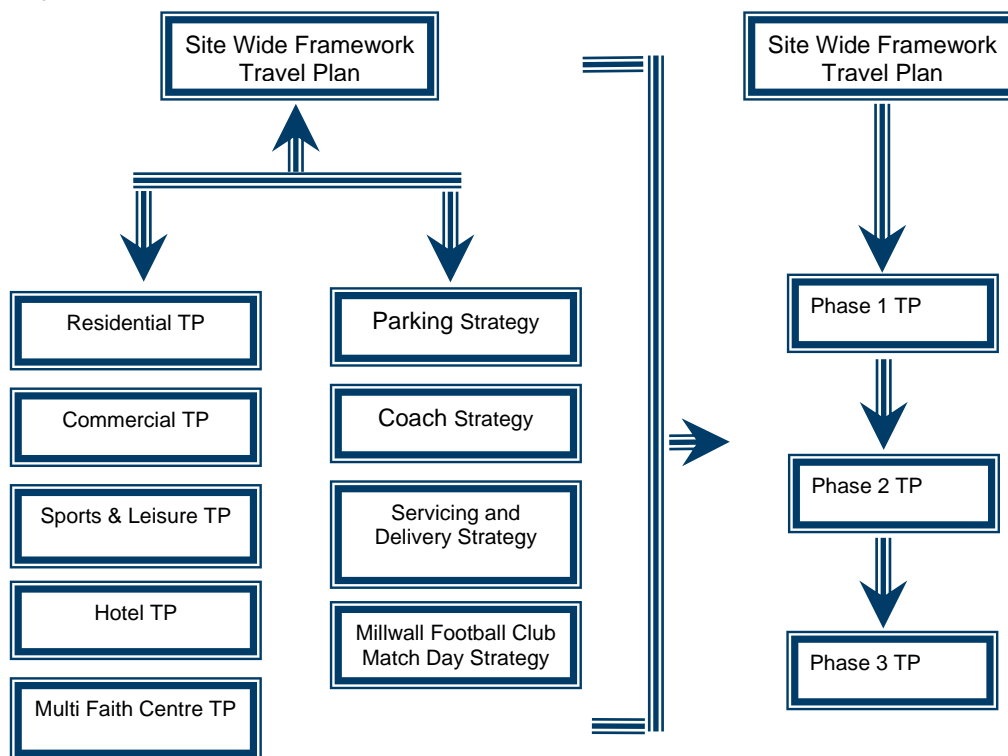 Site Wide Framework
Travel Plan
Residential TP
Commercial TP
Sports & Leisure TP
Hotel TP
Multi Faith Centre TP
Parking Strategy
Coach Strategy
Servicing and
Delivery Strategy
Millwall Football Club
Match Day Strategy
Site Wide Framework
Travel Plan
Phase 1 TP
Phase 2 TP
Phase 3 TP